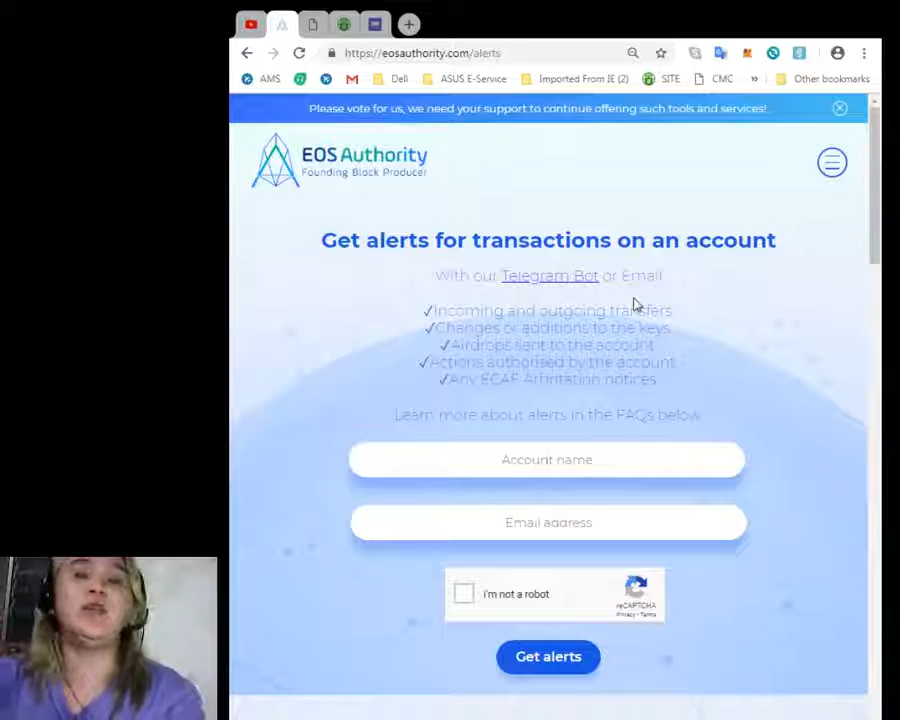 https://eosauthority.com/alerts
AMS
Dell
ASUS E-Service
Imported From IE (2)
SITE
CMC
»
Other bookmarks
Please vote for us, we need your support to continue offering such tools and services!
EOS Authority
Founding Block Producer
Get alerts for transactions on an account
With our Telegram Bot or Email
✓Incoming and outgoing transfers
✓Changes or additions to the keys
✓Airdrops sent to the account
✓Actions authorised by the account
✓Any ECAF Arbitration notices
Learn more about alerts in the FAQs below
Account name
Email address
I'm not a robot
reCAPTCHA
Privacy - Terms
Get alerts